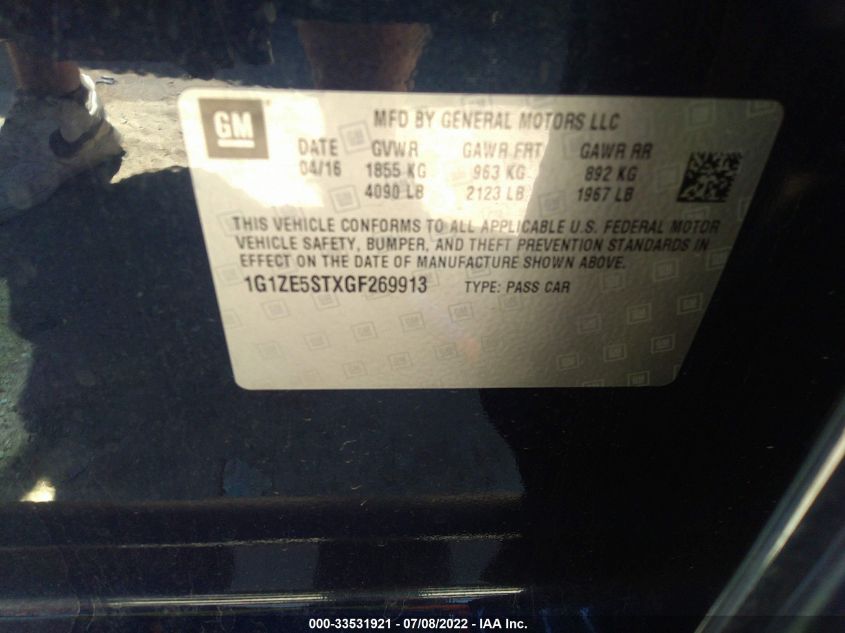 GM
MFD BY GENERAL MOTORS LLC
DATE GVWR GAWR FRT GAWR RR
04/16 1855 KG 963 KG 892 KG
4090 LB 2123 LB 1967 LB
THIS VEHICLE CONFORMS TO ALL APPLICABLE U.S. FEDERAL MOTOR
VEHICLE SAFETY, BUMPER, AND THEFT PREVENTION STANDARDS IN
EFFECT ON THE DATE OF MANUFACTURE SHOWN ABOVE.
1G1ZE5STXGF269913 TYPE: PASS CAR
000-33531921 - 07/08/2022 - IAA Inc.